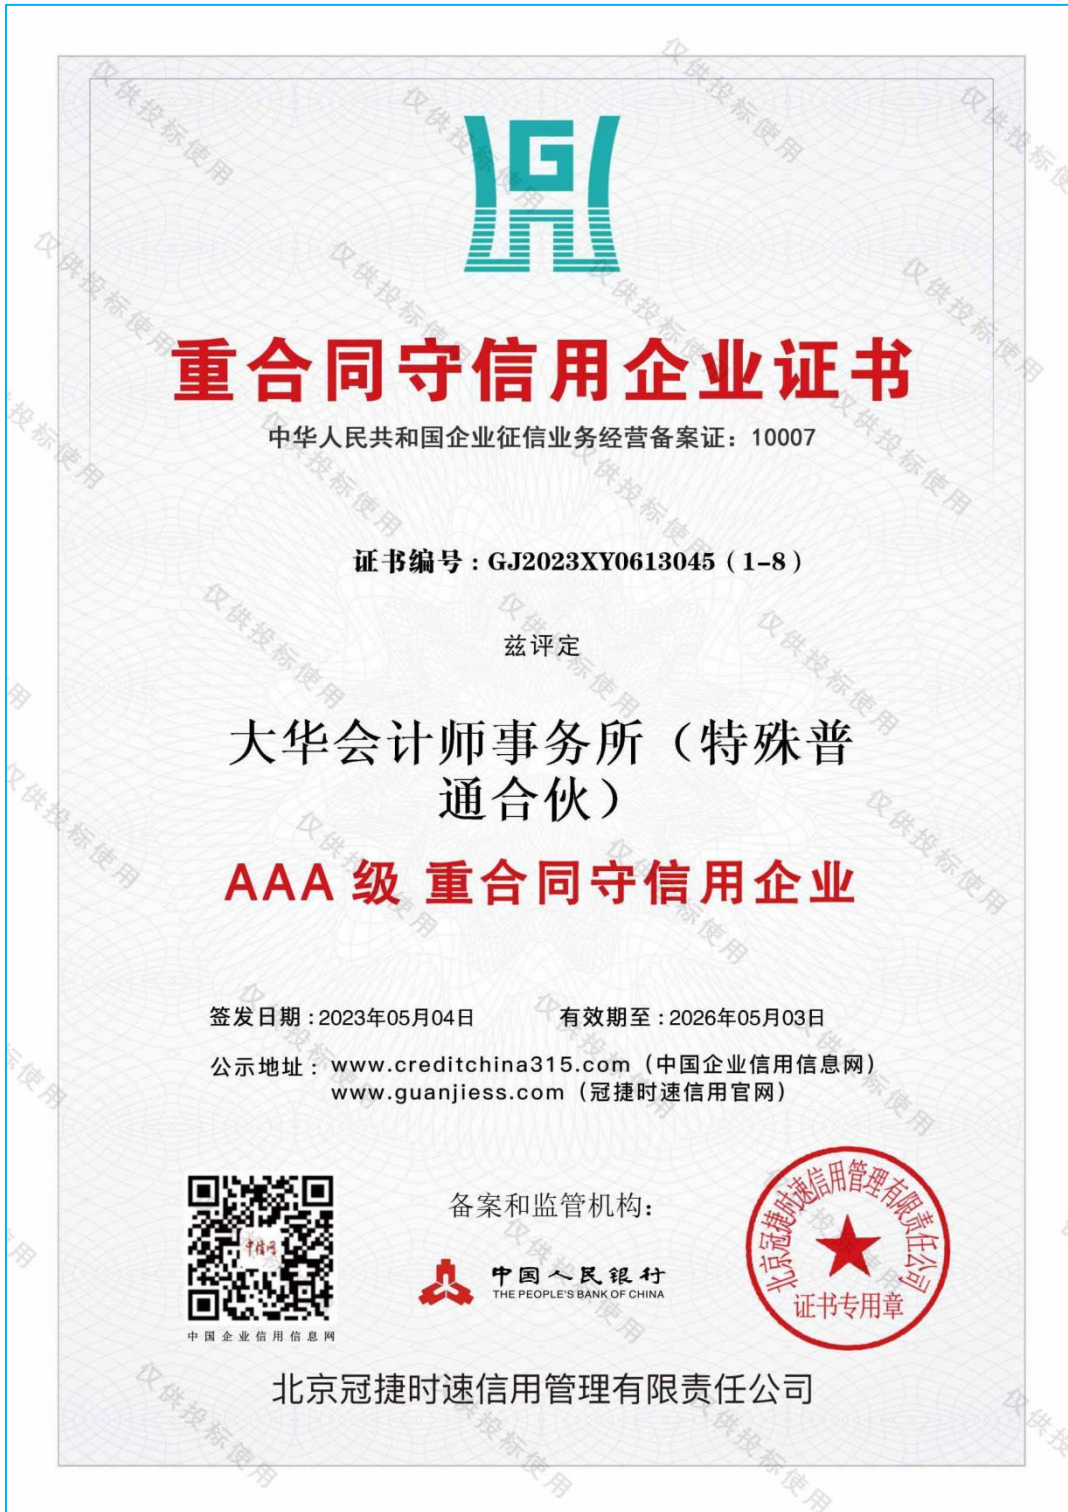 重合同守信用企业证书
中华人民共和国企业征信业务经营备案证：10007
证书编号：GJ2023XY0613045（1-8）
兹评定
大华会计师事务所（特殊普
通合伙）
AAA 级 重合同守信用企业
签发日期：2023年05月04日 有效期至：2026年05月03日
公示地址：www.creditchina315.com（中国企业信用信息网）
www.guanjiess.com（冠捷时速信用官网）
备案和监管机构：
中信网
中国人民银行
THE PEOPLE'S BANK OF CHINA
中国企业信用信息网
北京冠捷时速信用管理有限责任公司
证书专用章
北京冠捷时速信用管理有限责任公司
仅供投标使用